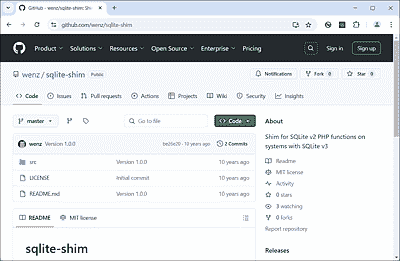 GitHub - wenz/sqlite-shim: Sh
github.com/wenz/sqlite-shim
Product Solutions Resources Open Source Enterprise Pricing Sign in Sign up
wenz / sqlite-shim Public Notifications Fork 0 Star 0
Code Issues Pull requests Actions Projects Wiki Security Insights
master Go to file Code
wenz Version 1.0.0 10 years ago 2 Commits
src Version 1.0.0 10 years ago
LICENSE Initial commit 10 years ago
README.md Version 1.0.0 10 years ago
README MIT license
sqlite-shim
About
Shim for SQLite v2 PHP functions on
systems with SQLite v3
Readme
MIT license
Activity
0 stars
3 watching
0 forks
Report repository
Releases